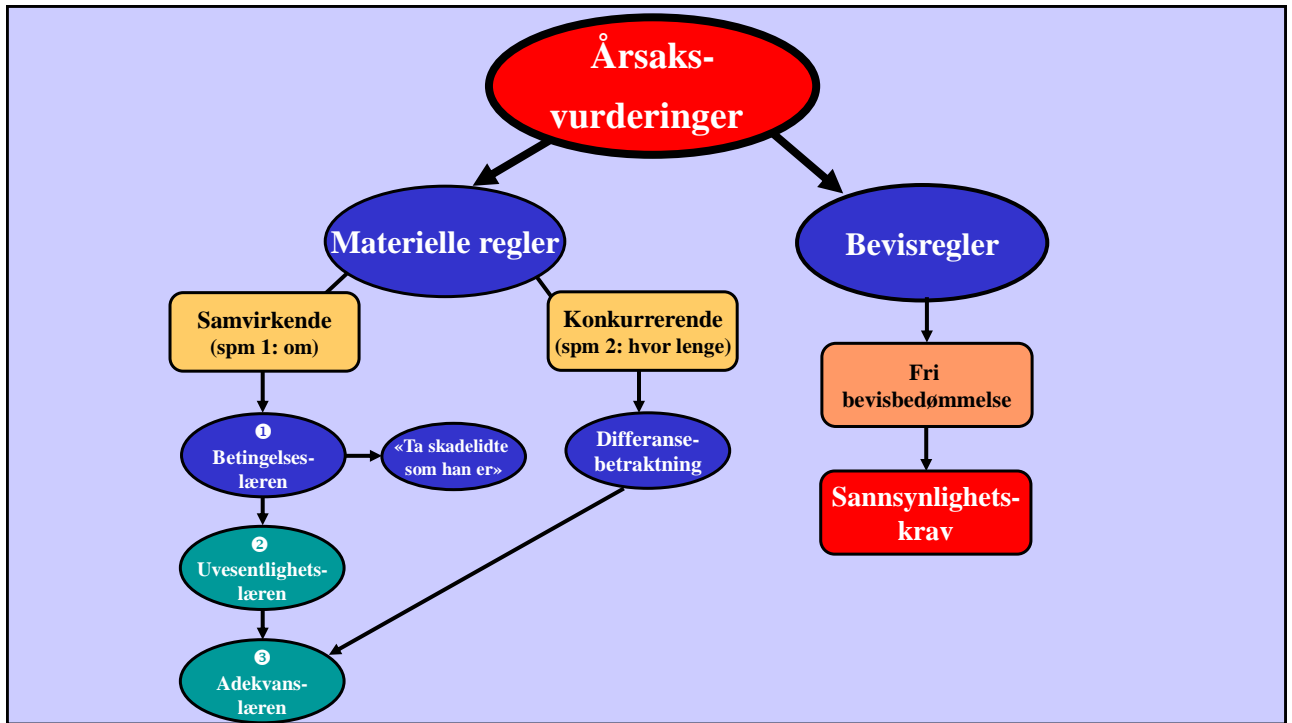 Årsaks-
vurderinger
Materielle regler
Bevisregler
Samvirkende
(spm 1: om)
Konkurrerende
(spm 2: hvor lenge)
Fri
bevisbedømmelse
❶
Betingelses-
læren
«Ta skadelidte
som han er»
Differanse-
betraktning
Sannsynlighets-
krav
❷
Uvesentlighets-
læren
❸
Adekvans-
læren